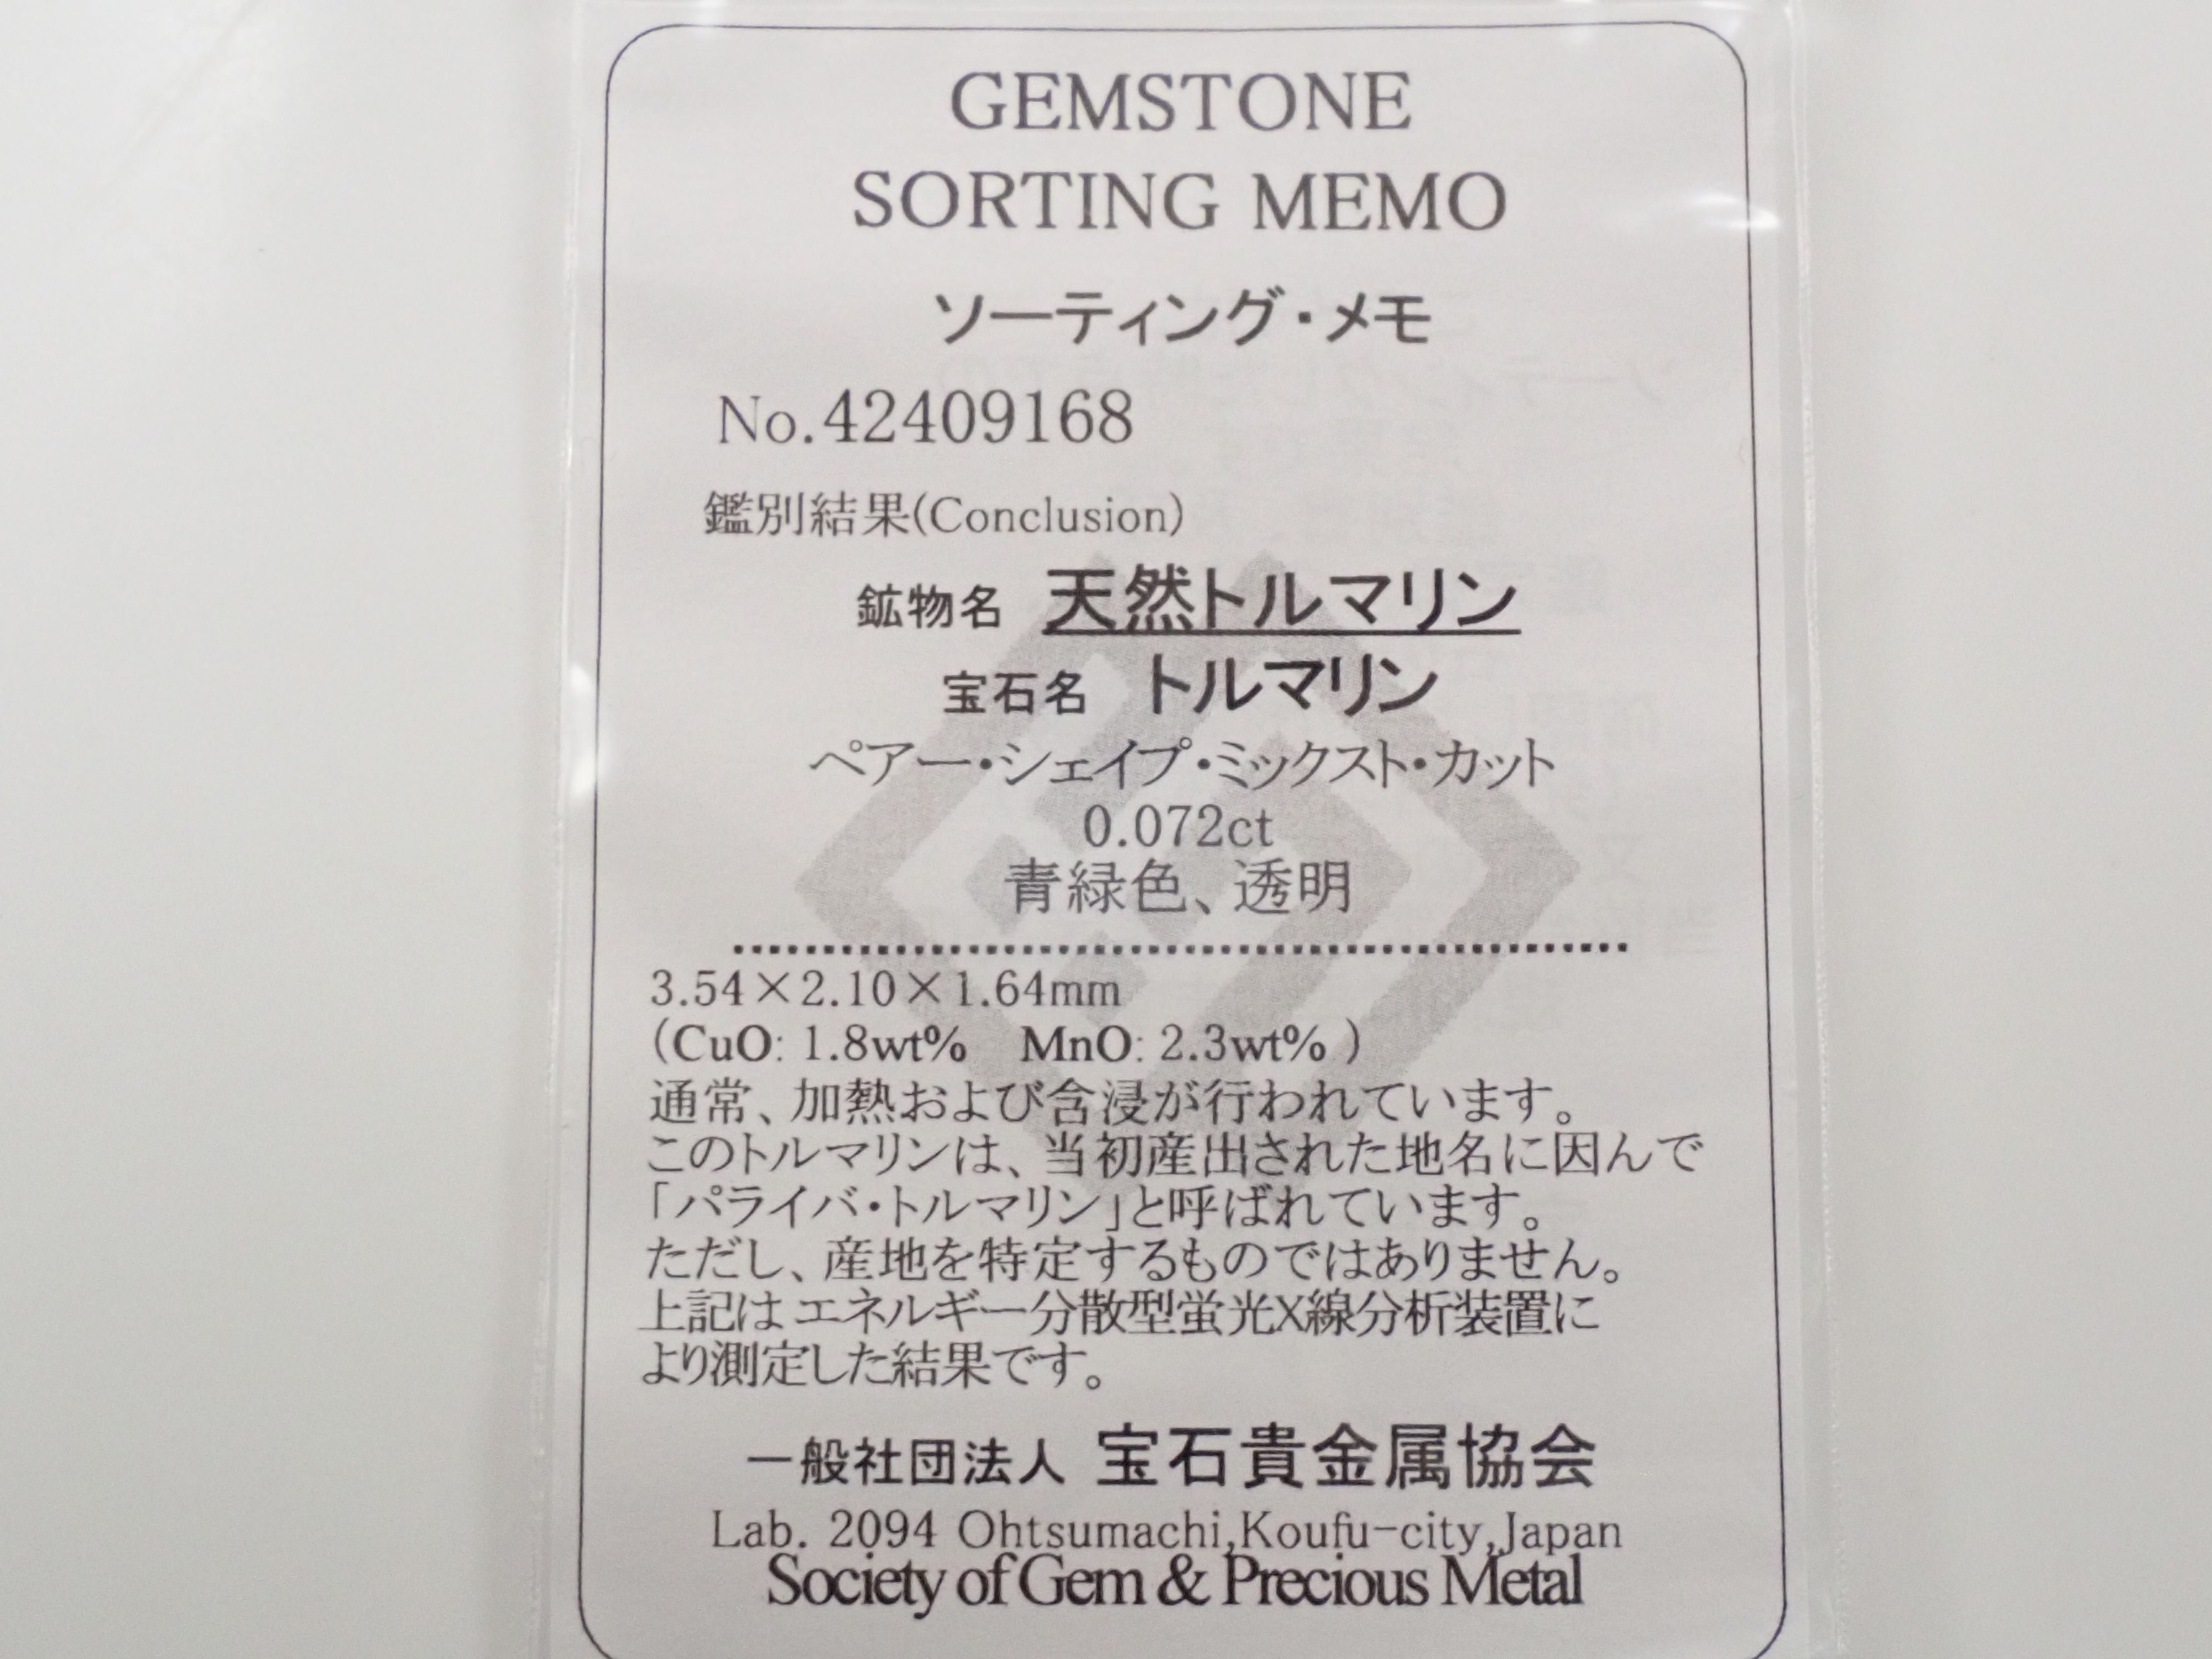 GEMSTONE
SORTING MEMO
ソーティング・メモ
No.42409168
鑑別結果(Conclusion)
鉱物名 天然トルマリン
宝石名 トルマリン
ペアー・シェイプ・ミックスト・カット
0.072ct
青緑色、透明
3.54×2.10×1.64mm
(CuO: 1.8wt% MnO: 2.3wt% )
通常、加熱および含浸が行われています。
このトルマリンは、当初産出された地名に因んで
「パライバ・トルマリン」と呼ばれています。
ただし、産地を特定するものではありません。
上記は エネルギー分散型蛍光X線分析装置に
より測定した結果です。
一般社団法人 宝石貴金属協会
Lab. 2094 Ohtsumachi,Koufu-city,Japan
Society of Gem & Precious Metal